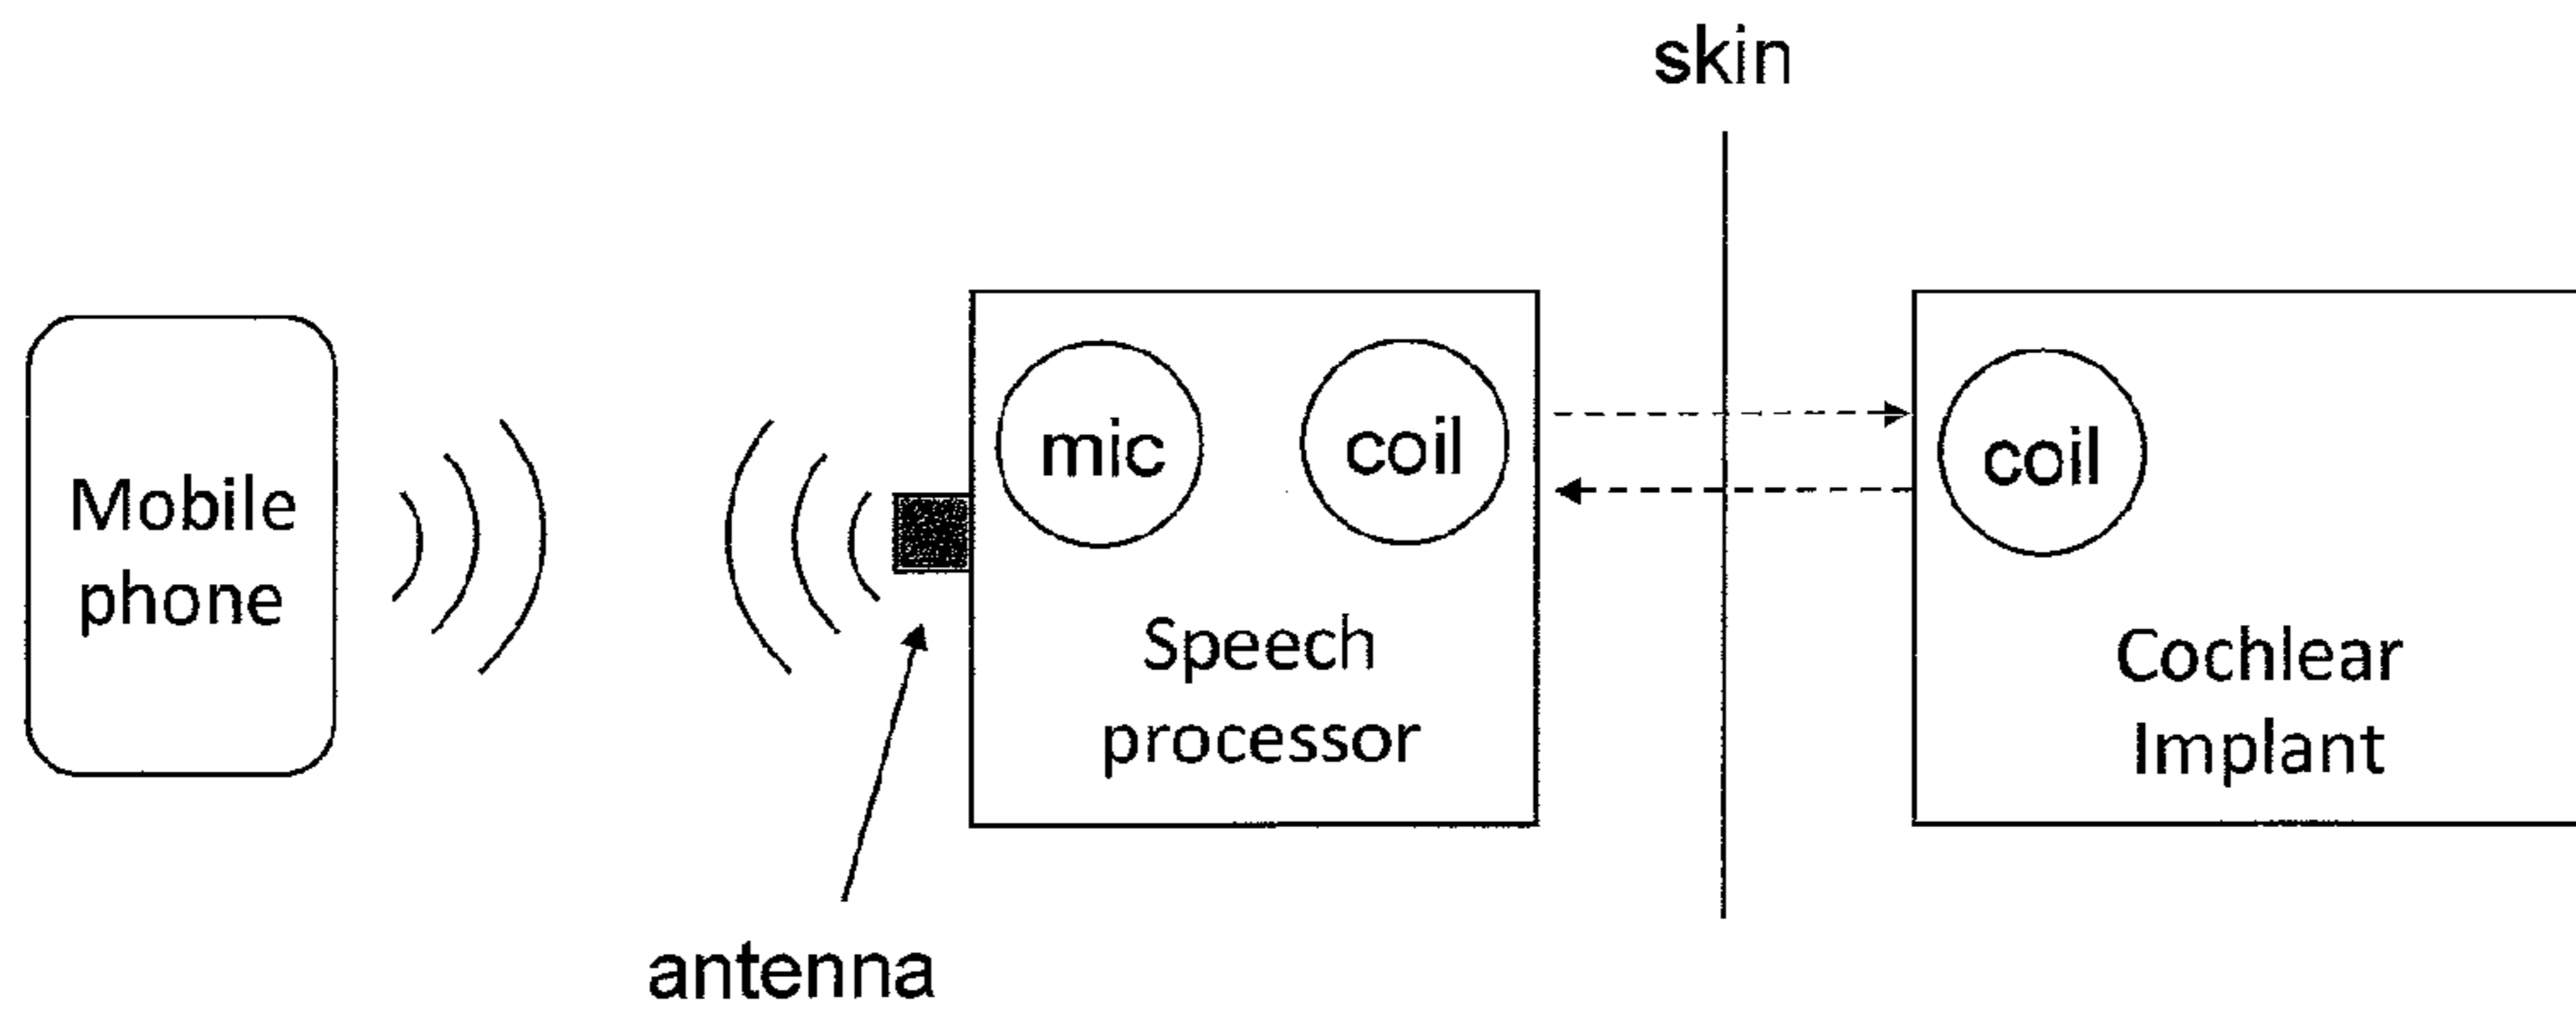 skin
Mobile
phone
mic
coil
Speech
processor
coil
Cochlear
Implant
antenna